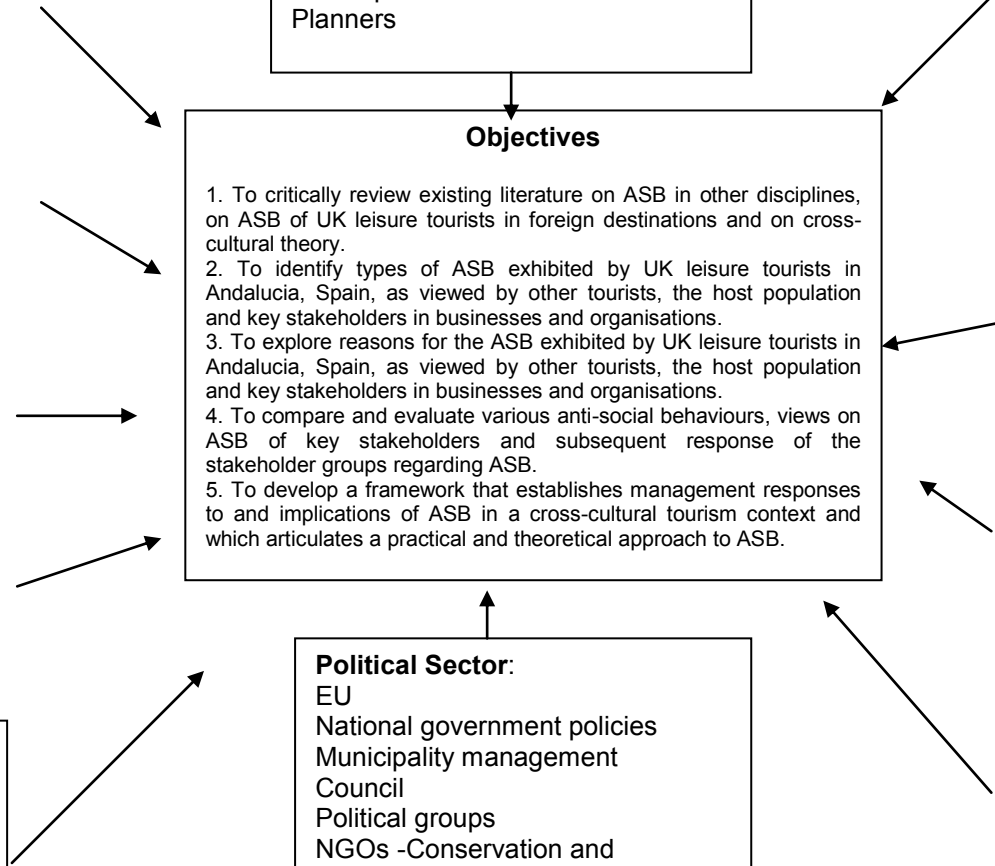 Planners
Objectives
1. To critically review existing literature on ASB in other disciplines,
on ASB of UK leisure tourists in foreign destinations and on cross-
cultural theory.
2. To identify types of ASB exhibited by UK leisure tourists in
Andalucia, Spain, as viewed by other tourists, the host population
and key stakeholders in businesses and organisations.
3. To explore reasons for the ASB exhibited by UK leisure tourists in
Andalucia, Spain, as viewed by other tourists, the host population
and key stakeholders in businesses and organisations.
4. To compare and evaluate various anti-social behaviours, views on
ASB of key stakeholders and subsequent response of the
stakeholder groups regarding ASB.
5. To develop a framework that establishes management responses
to and implications of ASB in a cross-cultural tourism context and
which articulates a practical and theoretical approach to ASB.
Political Sector:
EU
National government policies
Municipality management
Council
Political groups
NGOs -Conservation and